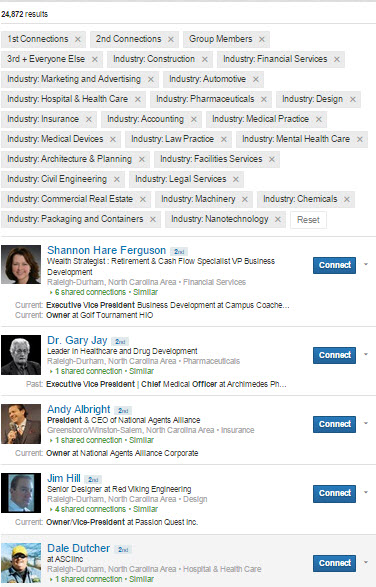 24,872 results
1st Connections × 2nd Connections × Group Members ×
3rd + Everyone Else × Industry: Construction × Industry: Financial Services ×
Industry: Marketing and Advertising × Industry: Automotive ×
Industry: Hospital & Health Care × Industry: Pharmaceuticals × Industry: Design ×
Industry: Insurance × Industry: Accounting × Industry: Medical Practice ×
Industry: Medical Devices × Industry: Law Practice × Industry: Mental Health Care ×
Industry: Architecture & Planning × Industry: Facilities Services ×
Industry: Civil Engineering × Industry: Legal Services ×
Industry: Commercial Real Estate × Industry: Machinery × Industry: Chemicals ×
Industry: Packaging and Containers × Industry: Nanotechnology × Reset
Shannon Hare Ferguson 2nd
Wealth Strategist : Retirement & Cash Flow Specialist VP Business
Development
Raleigh-Durham, North Carolina Area • Financial Services
6 shared connections • Similar
Connect
Current: Executive Vice President Business Development at Campus Coache...
Current: Owner at Golf Tournament HIO
Dr. Gary Jay 2nd
Leader in Healthcare and Drug Development
Raleigh-Durham, North Carolina Area • Pharmaceuticals
1 shared connection • Similar
Connect
Past: Executive Vice President | Chief Medical Officer at Archimedes Ph...
Andy Albright 2nd
President & CEO of National Agents Alliance
Greensboro/Winston-Salem, North Carolina Area • Insurance
1 shared connection • Similar
Connect
Current: Owner at National Agents Alliance Corporate
Jim Hill 2nd
Senior Designer at Red Viking Engineering
Raleigh-Durham, North Carolina Area • Design
4 shared connections • Similar
Connect
Current: Owner/Vice-President at Passion Quest Inc.
Dale Dutcher 2nd
at ASCIinc
Raleigh-Durham, North Carolina Area • Hospital & Health Care
1 shared connection • Similar
Connect